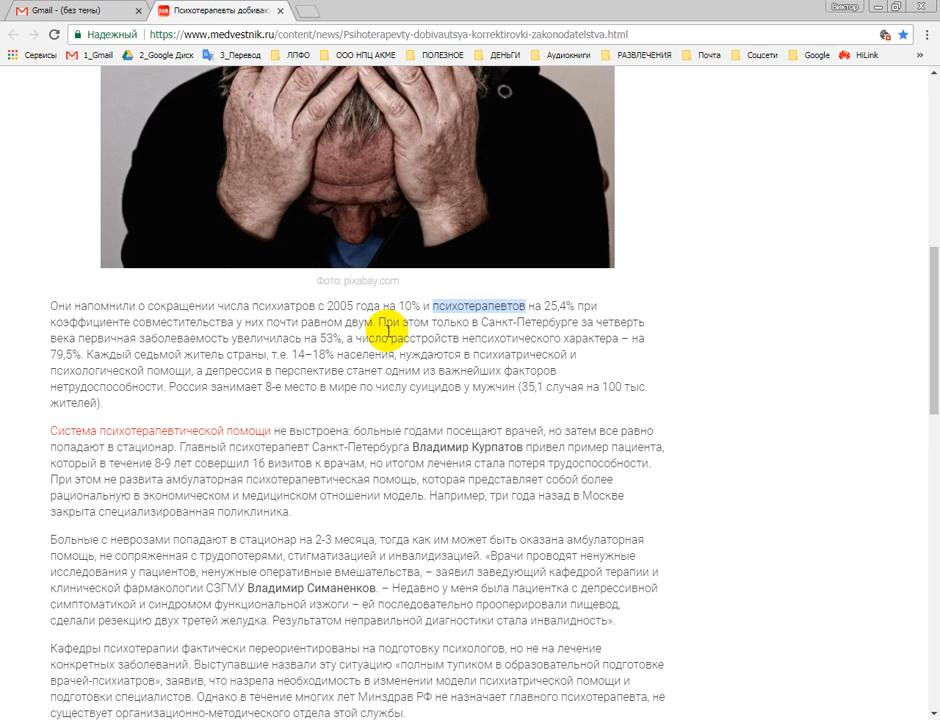 Gmail - (без темы)
Психотерапевты добиваю
Виктор
Надежный
https://www.medvestnik.ru/content/news/Psihoterapevty-dobivautsya-korrektirovki-zakonodatelstva.html
Сервисы 1_Gmail 2_Google Диск 3_Перевод ЛПФО ООО НПЦ АКМЕ ПОЛЕЗНОЕ ДЕНЬГИ Аудиокниги РАЗВЛЕЧЕНИЯ Почта Соцсети Google HiLink »
Фото: pixabay.com
Они напомнили о сокращении числа психиатров с 2005 года на 10% и психотерапевтов на 25,4% при
коэффициенте совместительства у них почти равном двум. При этом только в Санкт-Петербурге за четверть
века первичная заболеваемость увеличилась на 53%, а число расстройств непсихотического характера – на
79,5%. Каждый седьмой житель страны, т.е. 14–18% населения, нуждаются в психиатрической и
психологической помощи, а депрессия в перспективе станет одним из важнейших факторов
нетрудоспособности. Россия занимает 8-е место в мире по числу суицидов у мужчин (35,1 случая на 100 тыс.
жителей).
Система психотерапевтической помощи не выстроена: больные годами посещают врачей, но затем все равно
попадают в стационар. Главный психотерапевт Санкт-Петербурга Владимир Курпатов привел пример пациента,
который в течение 8-9 лет совершил 16 визитов к врачам, но итогом лечения стала потеря трудоспособности.
При этом не развита амбулаторная психотерапевтическая помощь, которая представляет собой более
рациональную в экономическом и медицинском отношении модель. Например, три года назад в Москве
закрыта специализированная поликлиника.
Больные с неврозами попадают в стационар на 2-3 месяца, тогда как им может быть оказана амбулаторная
помощь, не сопряженная с трудопотерями, стигматизацией и инвалидизацией. «Врачи проводят ненужные
исследования у пациентов, ненужные оперативные вмешательства, – заявил заведующий кафедрой терапии и
клинической фармакологии СЗГМУ Владимир Симаненков. – Недавно у меня была пациентка с депрессивной
симптоматикой и синдромом функциональной изжоги – ей последовательно прооперировали пищевод,
сделали резекцию двух третей желудка. Результатом неправильной диагностики стала инвалидность».
Кафедры психотерапии фактически переориентированы на подготовку психологов, но не на лечение
конкретных заболеваний. Выступавшие назвали эту ситуацию «полным тупиком в образовательной подготовке
врачей-психиатров», заявив, что назрела необходимость в изменении модели психиатрической помощи и
подготовки специалистов. Однако в течение многих лет Минздрав РФ не назначает главного психотерапевта, не
существует организационно-методического отдела этой службы.